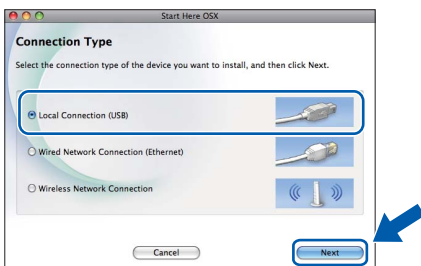 Start Here OSX
Connection Type
Select the connection type of the device you want to install, and then click Next.
Local Connection (USB)
Wired Network Connection (Ethernet)
Wireless Network Connection
Cancel
Next